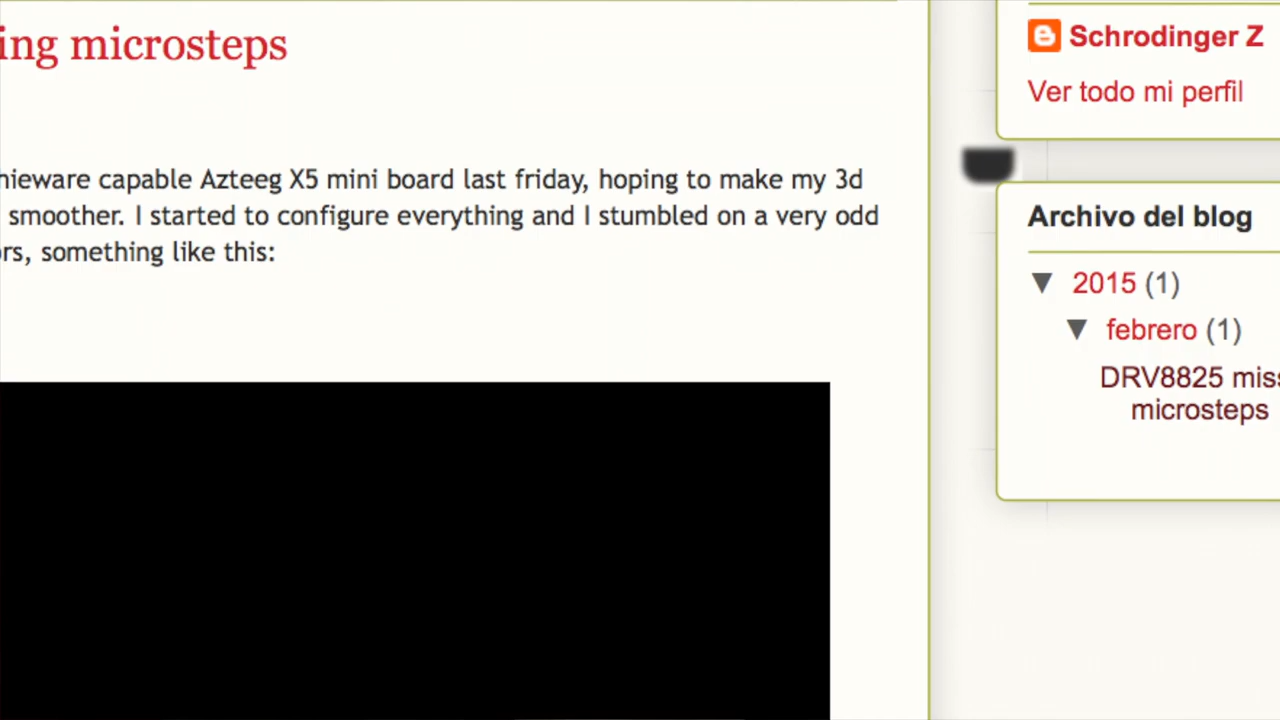 ing microsteps
hieware capable Azteeg X5 mini board last friday, hoping to make my 3d
smoother. I started to configure everything and I stumbled on a very odd
rs, something like this:
Schrodinger Z
Ver todo mi perfil
Archivo del blog
▼ 2015 (1)
▼ febrero (1)
DRV8825 miss
microsteps